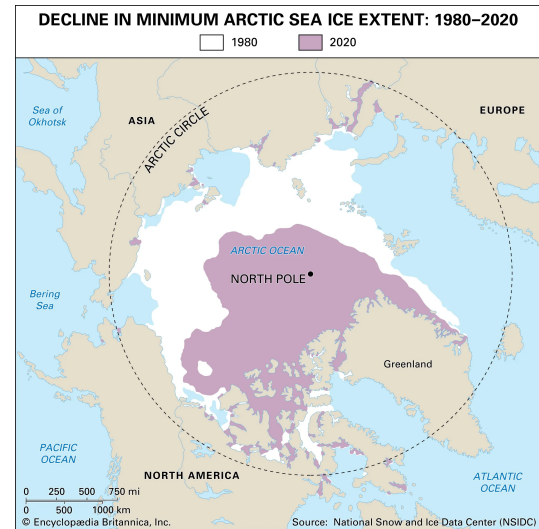 DECLINE IN MINIMUM ARCTIC SEA ICE EXTENT: 1980–2020
1980
2020
Sea of
Okhotsk
ASIA
ARCTIC CIRCLE
EUROPE
ARCTIC OCEAN
NORTH POLE
Bering
Sea
Greenland
PACIFIC
OCEAN
NORTH AMERICA
ATLANTIC
OCEAN
0 250 500 750 mi
0 500 1000 km
© Encyclopædia Britannica, Inc.
Source: National Snow and Ice Data Center (NSIDC)